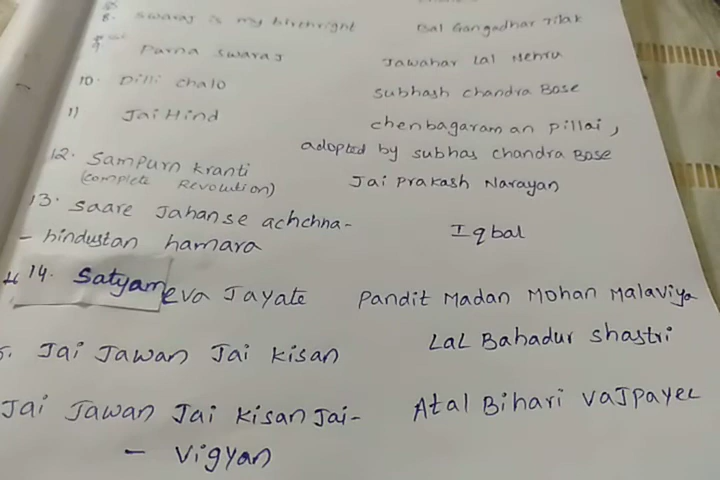 8. Swaraj is my birthright Bal Gangadhar Tilak
9 Purna Swaraj Jawahar Lal Nehru
10. Dilli chalo Subhash Chandra Bose
11) Jai Hind chenbagaraman pillai,
adopted by subhas chandra Bose
12. Sampurn kranti Jai Prakash Narayan
(complete Revolution)
13. Saare Jahanse achchna- Iqbal
- hindustan hamara
14. Satyameva Jayate Pandit Madan Mohan Malaviya
5. Jai Jawan Jai kisan Lal Bahadur Shastri
Jai Jawan Jai kisan Jai- Atal Bihari Vajpayee
- Vigyan